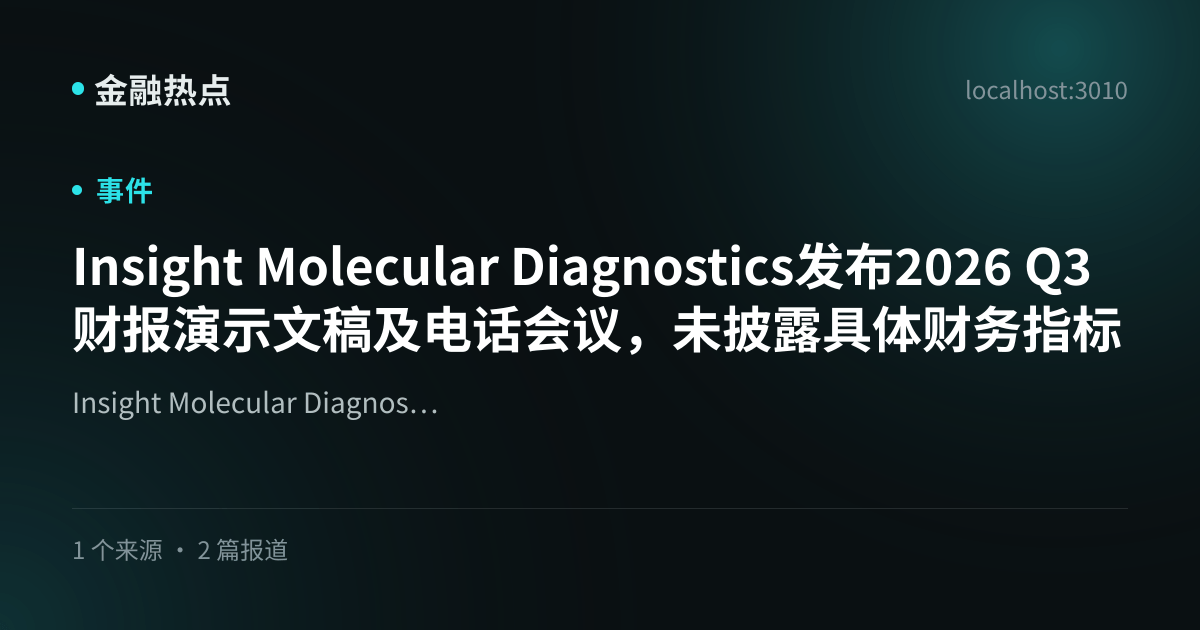 金融热点
localhost:3010
事件
Insight Molecular Diagnostics发布2026 Q3
财报演示文稿及电话会议，未披露具体财务指标
Insight Molecular Diagnos…
1 个来源 · 2 篇报道